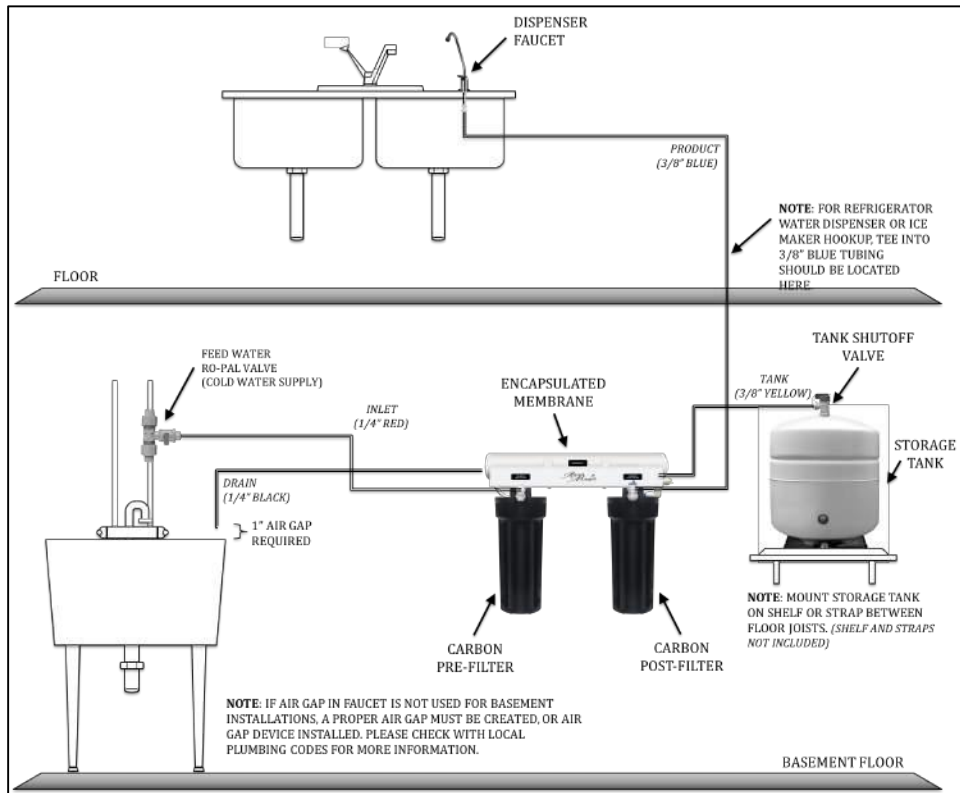 DISPENSER
FAUCET
PRODUCT
(3/8" BLUE)
NOTE: FOR REFRIGERATOR
WATER DISPENSER OR ICE
MAKER HOOKUP, TEE INTO
3/8" BLUE TUBING
SHOULD BE LOCATED
HERE.
FLOOR
FEED WATER
RO-PAL VALVE
(COLD WATER SUPPLY)
TANK SHUTOFF
VALVE
ENCAPSULATED
MEMBRANE
TANK
(3/8" YELLOW)
INLET
(1/4" RED)
STORAGE
TANK
DRAIN
(1/4" BLACK)
1" AIR GAP
REQUIRED
NOTE: MOUNT STORAGE TANK
ON SHELF OR STRAP BETWEEN
FLOOR JOISTS. (SHELF AND STRAPS
NOT INCLUDED)
CARBON
PRE-FILTER
CARBON
POST-FILTER
NOTE: IF AIR GAP IN FAUCET IS NOT USED FOR BASEMENT
INSTALLATIONS, A PROPER AIR GAP MUST BE CREATED, OR AIR
GAP DEVICE INSTALLED. PLEASE CHECK WITH LOCAL
PLUMBING CODES FOR MORE INFORMATION.
BASEMENT FLOOR